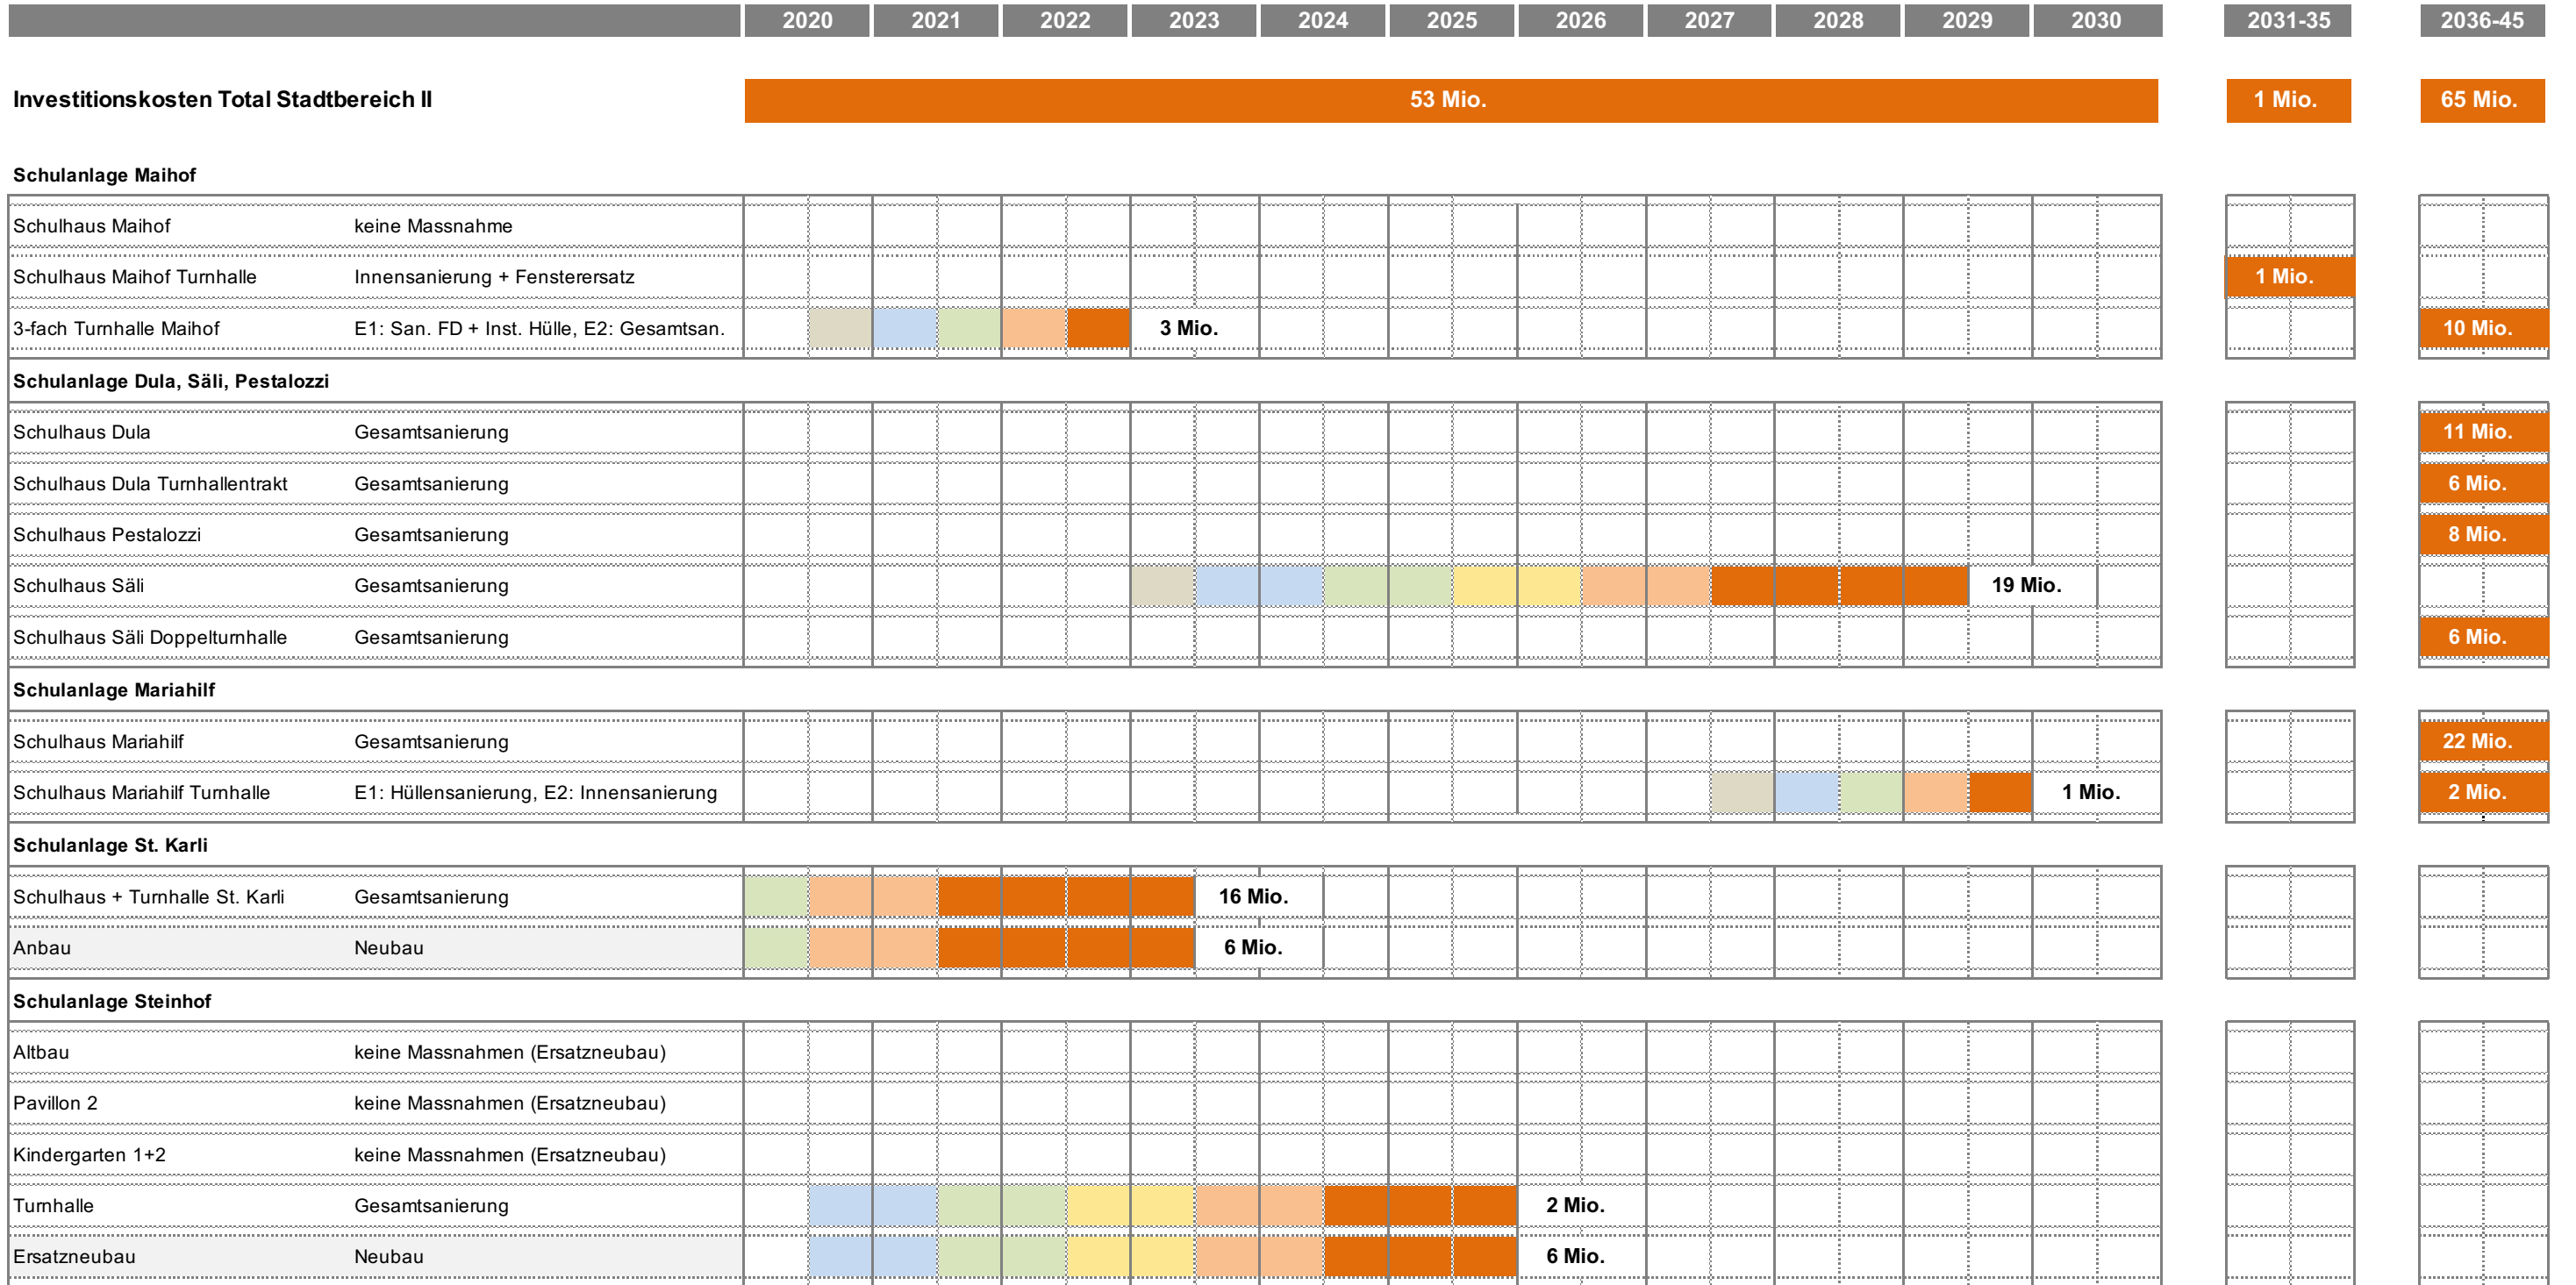 2020 2021 2022 2023 2024 2025 2026 2027 2028 2029 2030 2031-35 2036-45
Investitionskosten Total Stadtbereich II 53 Mio. 1 Mio. 65 Mio.
Schulanlage Maihof
Schulhaus Maihof keine Massnahme
Schulhaus Maihof Turnhalle Innensanierung + Fensterersatz 1 Mio.
3-fach Turnhalle Maihof E1: San. FD + Inst. Hülle, E2: Gesamtsan. 3 Mio. 10 Mio.
Schulanlage Dula, Säli, Pestalozzi
Schulhaus Dula Gesamtsanierung 11 Mio.
Schulhaus Dula Turnhallentrakt Gesamtsanierung 6 Mio.
Schulhaus Pestalozzi Gesamtsanierung 8 Mio.
Schulhaus Säli Gesamtsanierung 19 Mio.
Schulhaus Säli Doppelturnhalle Gesamtsanierung 6 Mio.
Schulanlage Mariahilf
Schulhaus Mariahilf Gesamtsanierung 22 Mio.
Schulhaus Mariahilf Turnhalle E1: Hüllensanierung, E2: Innensanierung 1 Mio. 2 Mio.
Schulanlage St. Karli
Schulhaus + Turnhalle St. Karli Gesamtsanierung 16 Mio.
Anbau Neubau 6 Mio.
Schulanlage Steinhof
Altbau keine Massnahmen (Ersatzneubau)
Pavillon 2 keine Massnahmen (Ersatzneubau)
Kindergarten 1+2 keine Massnahmen (Ersatzneubau)
Turnhalle Gesamtsanierung 2 Mio.
Ersatzneubau Neubau 6 Mio.